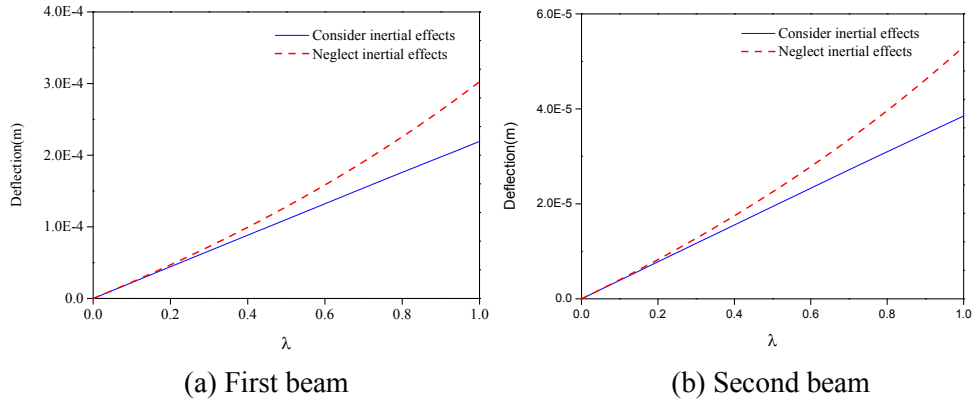 4.0E-4
3.0E-4
2.0E-4
1.0E-4
0.0
Deflection(m)
Consider inertial effects
Neglect inertial effects
0.0 0.2 0.4 0.6 0.8 1.0
λ
(a) First beam
6.0E-5
4.0E-5
2.0E-5
0.0
Deflection(m)
Consider inertial effects
Neglect inertial effects
0.0 0.2 0.4 0.6 0.8 1.0
λ
(b) Second beam